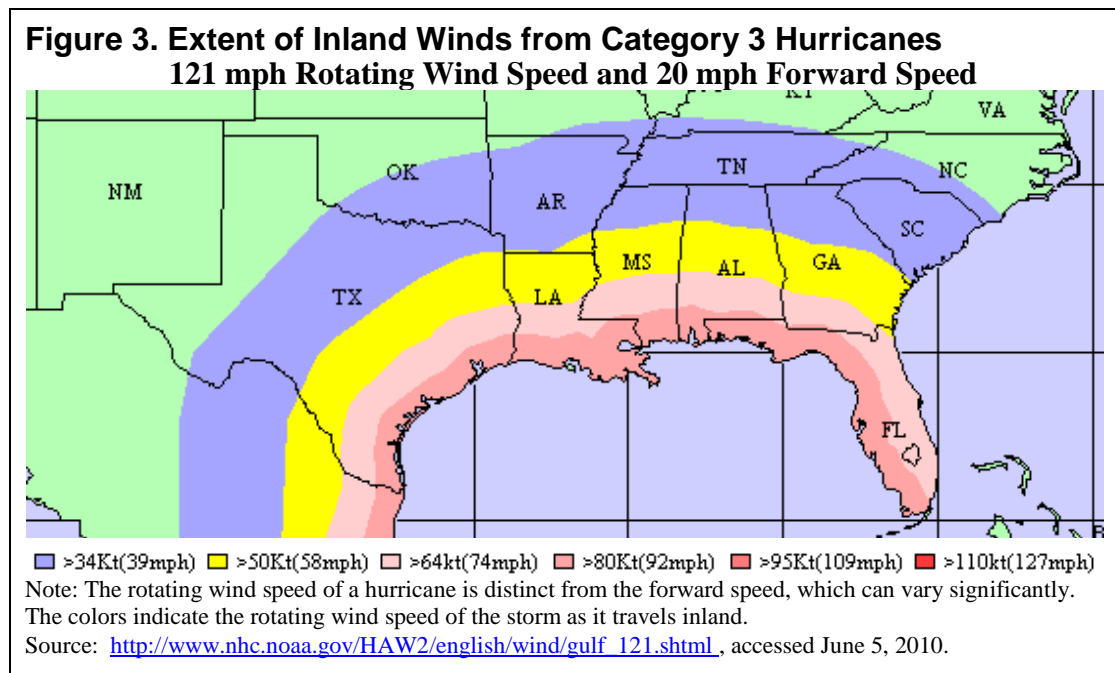 Figure 3. Extent of Inland Winds from Category 3 Hurricanes
121 mph Rotating Wind Speed and 20 mph Forward Speed
KY
VA
NM
OK
AR
TN
NC
SC
TX
LA
MS
AL
GA
FL
>34Kt(39mph) >50Kt(58mph) >64kt(74mph) >80Kt(92mph) >95Kt(109mph) >110kt(127mph)
Note: The rotating wind speed of a hurricane is distinct from the forward speed, which can vary significantly.
The colors indicate the rotating wind speed of the storm as it travels inland.
Source: http://www.nhc.noaa.gov/HAW2/english/wind/gulf_121.shtml , accessed June 5, 2010.